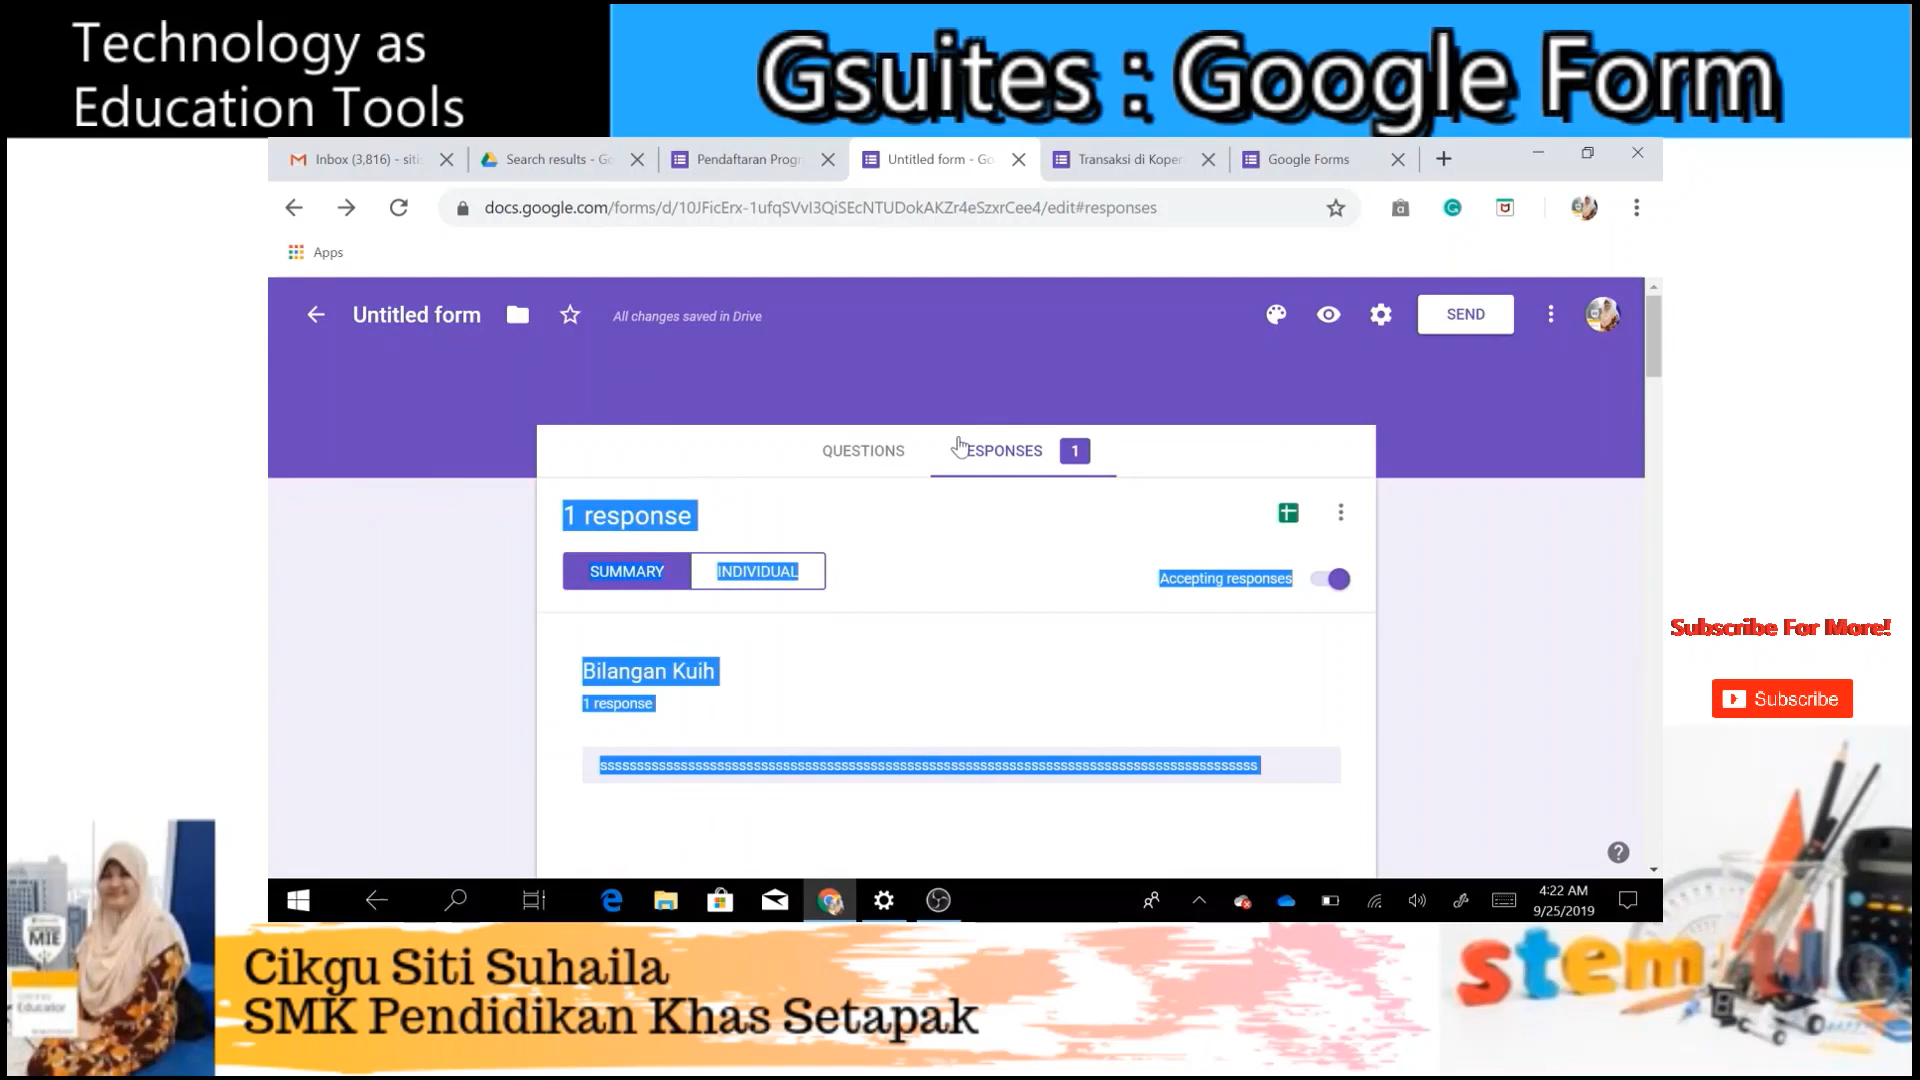 Technology as
Education Tools
Gsuites : Google Form
Inbox (3,816) - siti
Search results - Go
Pendaftaran Progr
Untitled form - Go
Transaksi di Koper
Google Forms
docs.google.com/forms/d/10JFicErx-1ufqSVvI3QiSEcNTUDokAKZr4eSzxrCee4/edit#responses
Apps
Untitled form
All changes saved in Drive
SEND
QUESTIONS
ESPONSES
1
1 response
SUMMARY
INDIVIDUAL
Accepting responses
Bilangan Kuih
1 response
Subscribe For More!
Subscribe
4:22 AM
9/25/2019
MIE
Educator
Cikgu Siti Suhaila
SMK Pendidikan Khas Setapak
stem